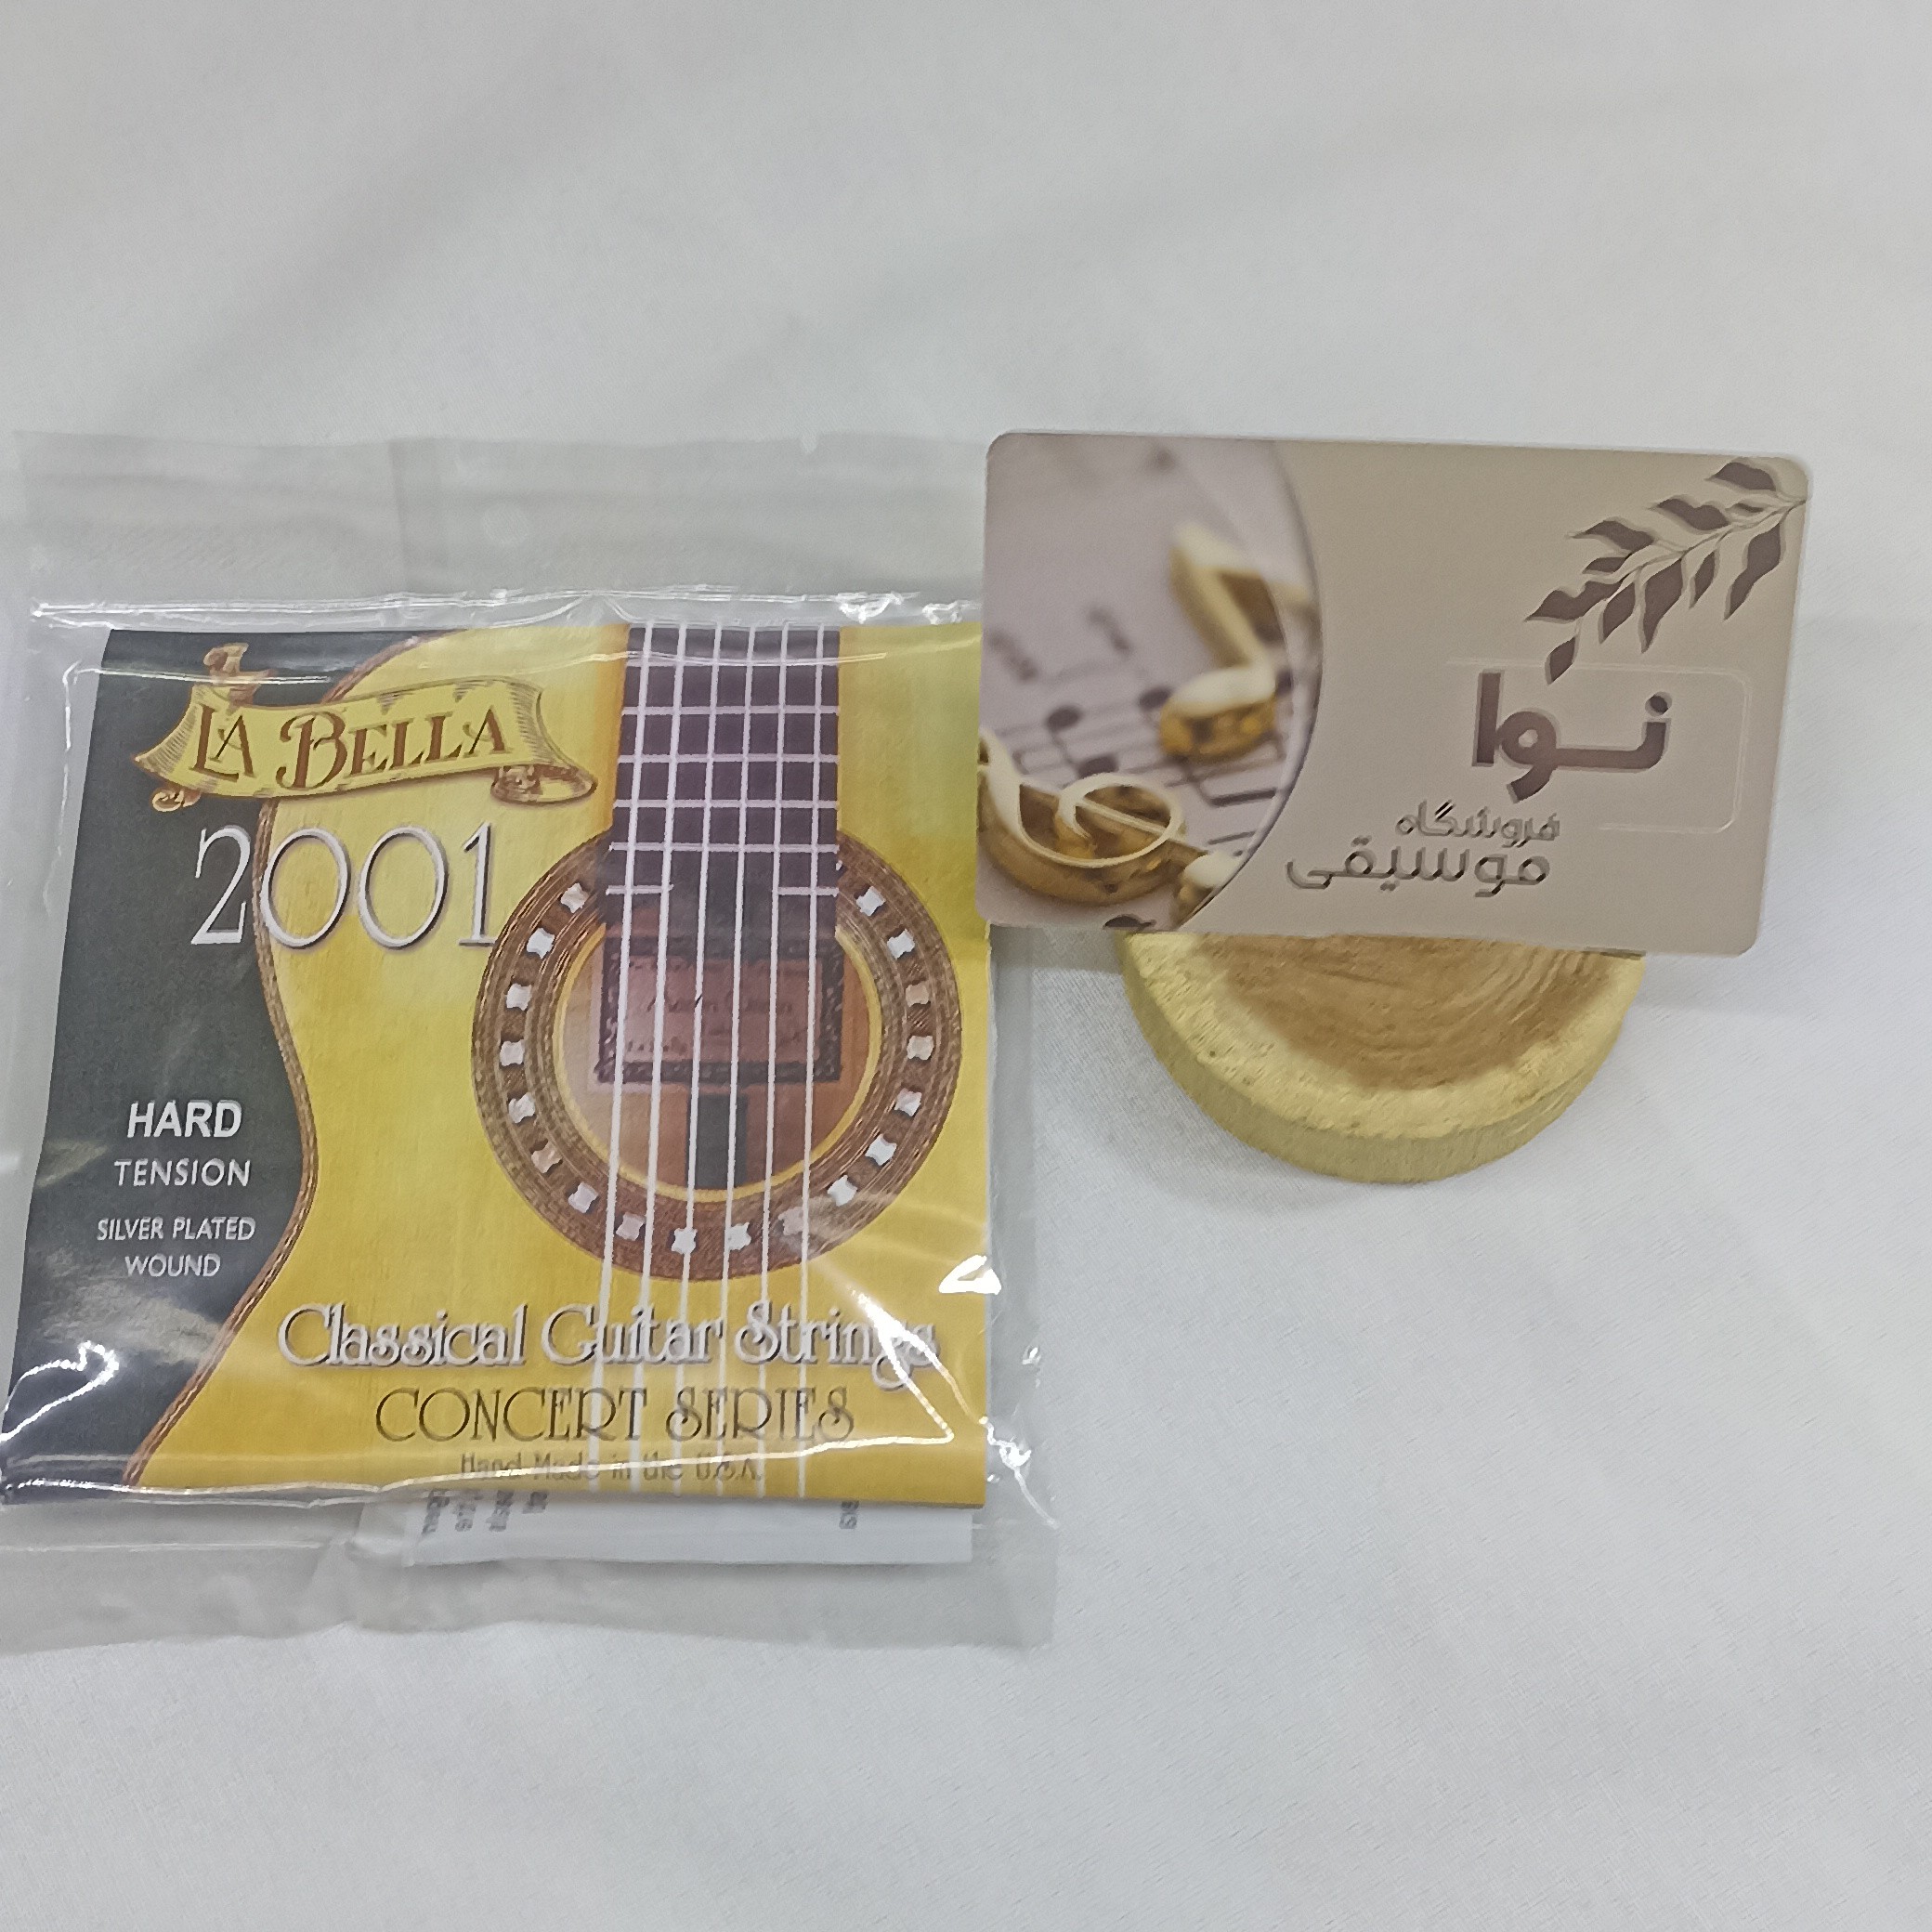 LA BELLA
2001
HARD
TENSION
SILVER PLATED
WOUND
Classical Guitar Strings
CONCERT SERIES
Hand Made in the U.S.A.
نوا
فروشگاه
موسیقی